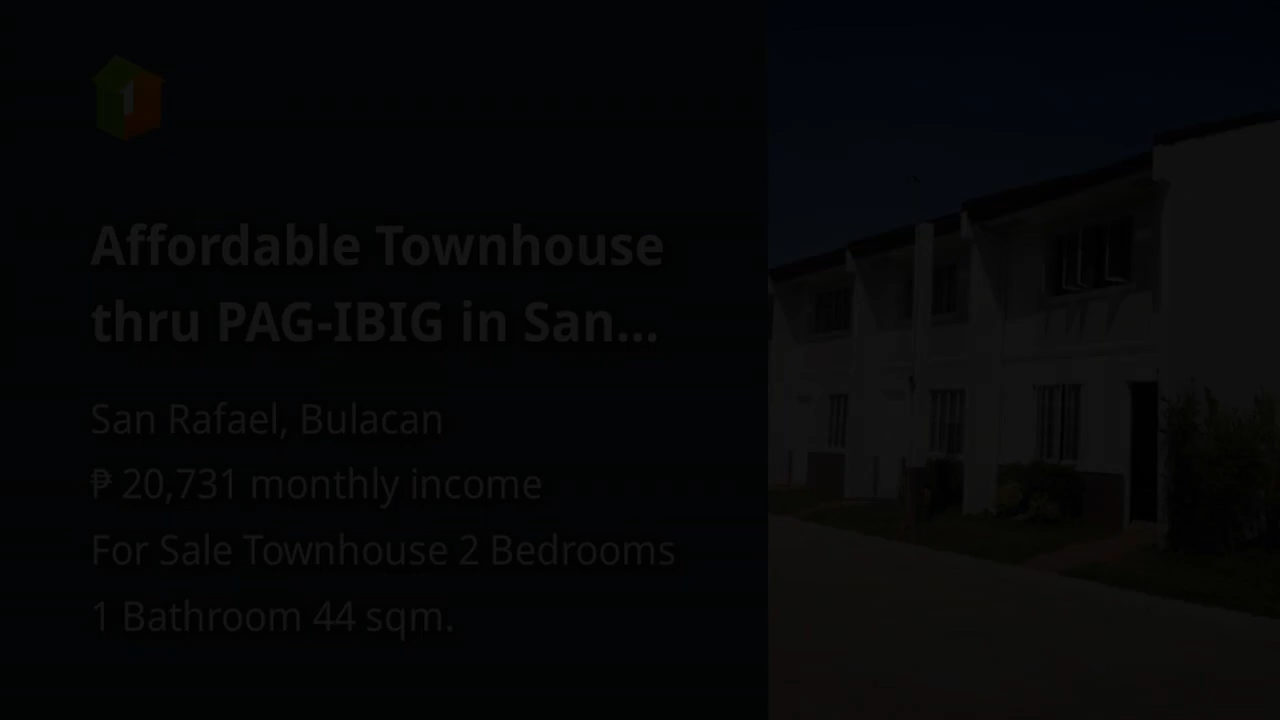 Affordable Townhouse
thru PAG-IBIG in San...
San Rafael, Bulacan
₱ 20,731 monthly income
For Sale Townhouse 2 Bedrooms
1 Bathroom 44 sqm.